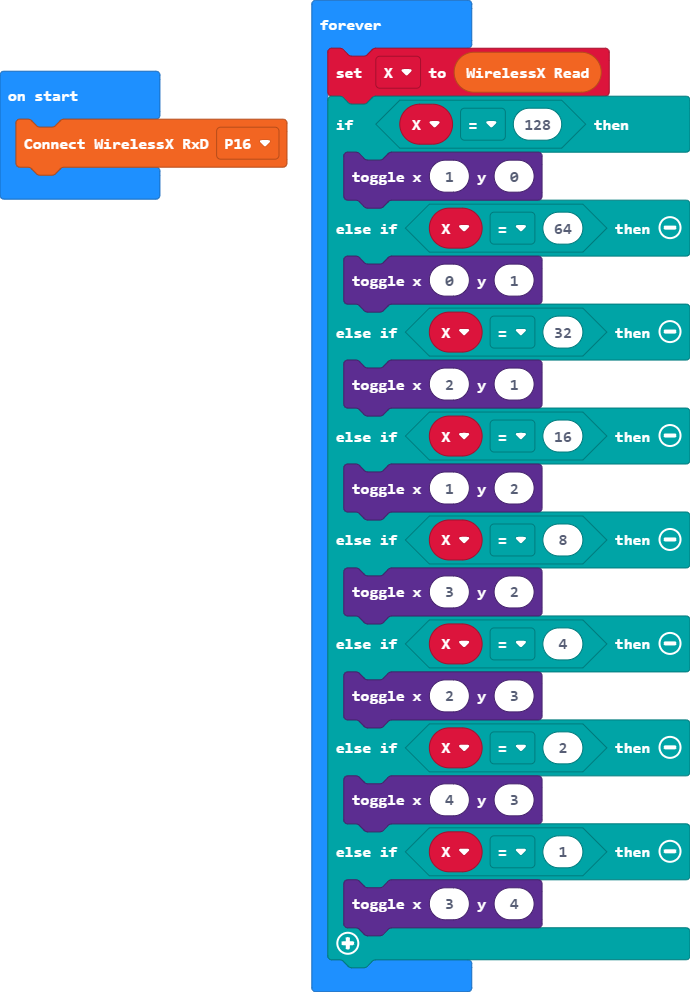 on start
Connect WirelessX RxD P16
forever
set X to WirelessX Read
if X = 128 then
toggle x 1 y 0
else if X = 64 then
toggle x 0 y 1
else if X = 32 then
toggle x 2 y 1
else if X = 16 then
toggle x 1 y 2
else if X = 8 then
toggle x 3 y 2
else if X = 4 then
toggle x 2 y 3
else if X = 2 then
toggle x 4 y 3
else if X = 1 then
toggle x 3 y 4